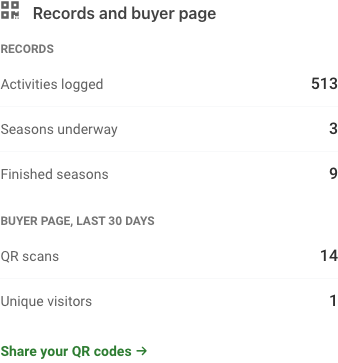 Records and buyer page
RECORDS
Activities logged 513
Seasons underway 3
Finished seasons 9
BUYER PAGE, LAST 30 DAYS
QR scans 14
Unique visitors 1
Share your QR codes →